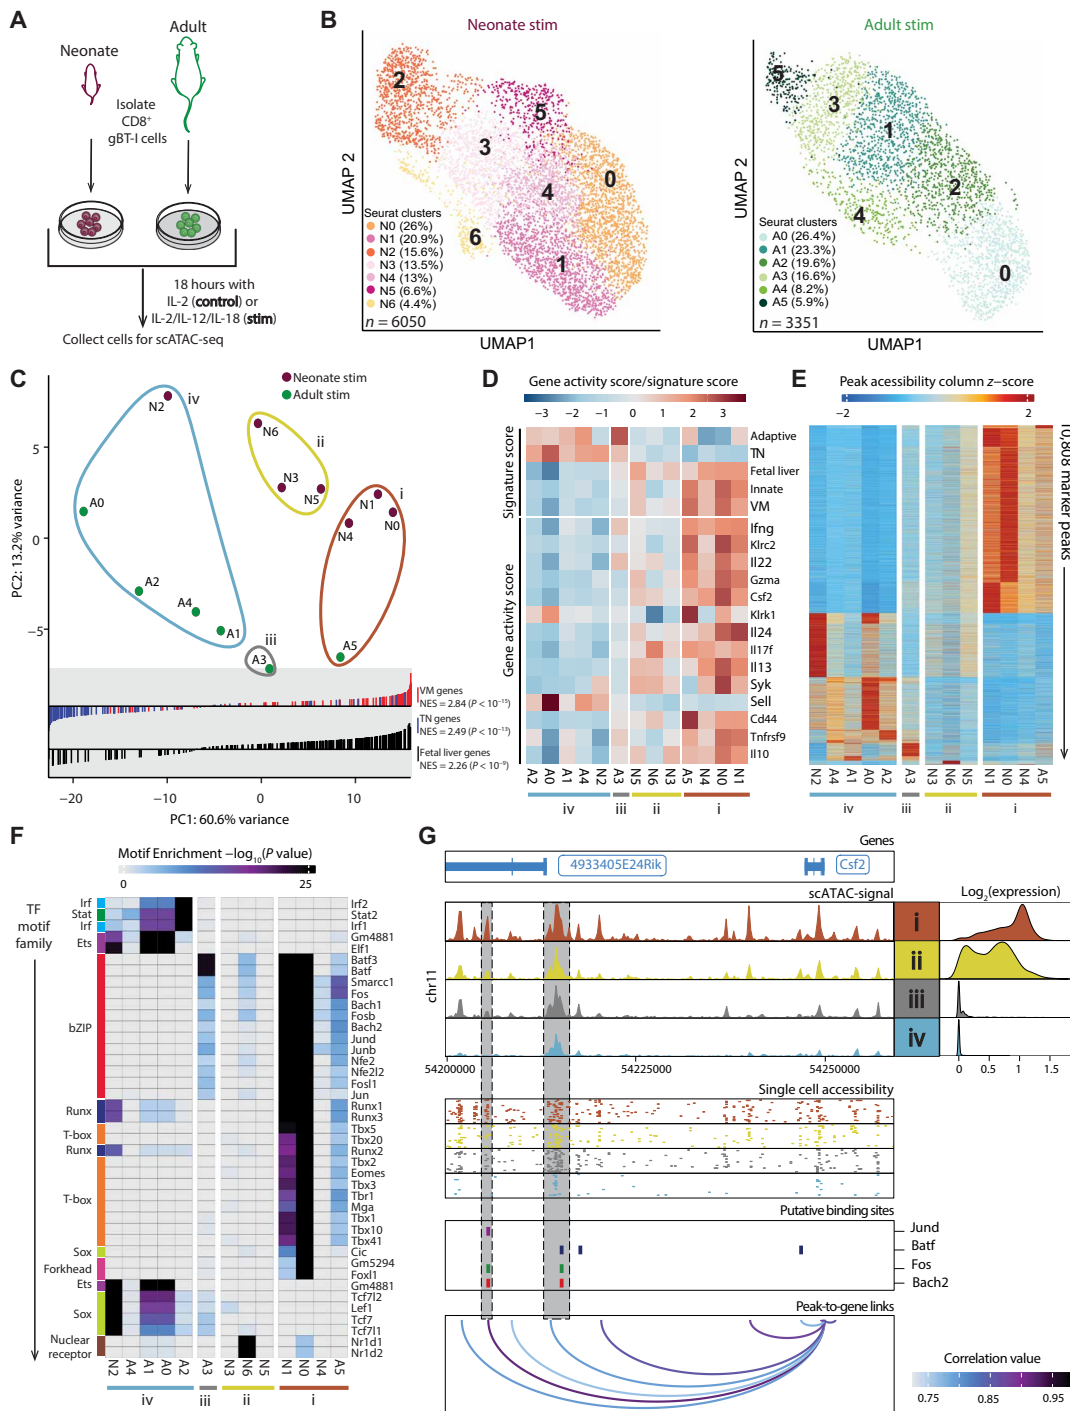 A
Neonate
Adult
Isolate
CD8+
gBT-I cells
18 hours with
IL-2 (control) or
IL-2/IL-12/IL-18 (stim)
Collect cells for scATAC-seq
B
Neonate stim
UMAP 2
2
5
3
4
0
6
1
Seurat clusters
N0 (26%)
N1 (20.9%)
N2 (15.6%)
N3 (13.5%)
N4 (13%)
N5 (6.6%)
N6 (4.4%)
n = 6050
UMAP1
Adult stim
UMAP 2
5
3
1
2
4
0
Seurat clusters
A0 (26.4%)
A1 (23.3%)
A2 (19.6%)
A3 (16.6%)
A4 (8.2%)
A5 (5.9%)
n = 3351
UMAP1
C
Neonate stim
Adult stim
PC2: 13.2% variance
5
0
−5
N2
iv
N6
ii
N3
N5
i
N1
N0
N4
A0
A2
A4
A1
iii
A3
A5
VM genes
NES = 2.84 (P < 10−15)
TN genes
NES = 2.49 (P < 10−13)
Fetal liver genes
NES = 2.26 (P < 10−9)
−20
−10
0
10
PC1: 60.6% variance
D
Gene activity score/signature score
−3 −2 −1 0 1 2 3
Signature score
Gene activity score
Adaptive
TN
Fetal liver
Innate
VM
Ifng
Klrc2
Il22
Gzma
Csf2
Klrk1
Il24
Il17f
Il13
Syk
Sell
Cd44
Tnfrsf9
Il10
A2 A0 A1 A4 N2 A3 N5 N6 N3 A5 N4 N0 N1
iv iii ii i
E
Peak acessibility column z–score
−2 2
10,808 marker peaks
N2 A4 A1 A0 A2 A3 N3 N6 N5 N1 N0 N4 A5
iv iii ii i
F
Motif Enrichment −log10(P value)
0 25
TF
motif
family
Irf
Stat
Irf
Ets
bZIP
Runx
T-box
Runx
T-box
Sox
Forkhead
Ets
Sox
Nuclear
receptor
Irf2
Stat2
Irf1
Gm4881
Elf1
Batf3
Batf
Smarcc1
Fos
Bach1
Fosb
Bach2
Jund
Junb
Nfe2
Nfe2l2
Fosl1
Jun
Runx1
Runx3
Tbx5
Tbx20
Runx2
Tbx2
Eomes
Tbx3
Tbr1
Mga
Tbx1
Tbx10
Tbx41
Cic
Gm5294
Foxl1
Gm4881
Tcf7l2
Lef1
Tcf7
Tcf7l1
Nr1d1
Nr1d2
N2 A4 A1 A0 A2 A3 N3 N6 N5 N1 N0 N4 A5
iv iii ii i
G
Genes
4933405E24Rik
Csf2
scATAC-signal
Log2(expression)
chr11
i
ii
iii
iv
54200000
54225000
54250000
0 0.5 1 1.5
Single cell accessibility
Putative binding sites
Jund
Batf
Fos
Bach2
Peak-to-gene links
Correlation value
0.75 0.85 0.95